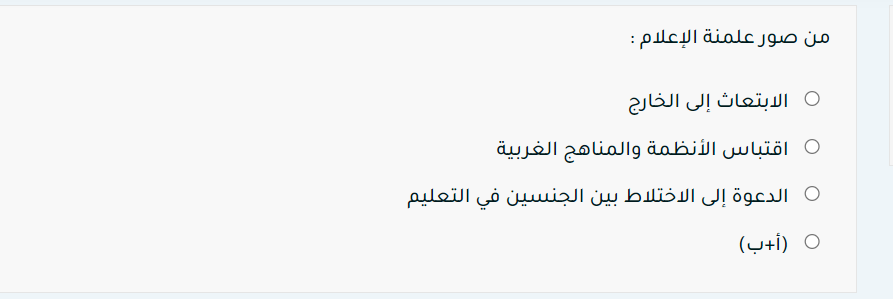 من صور علمنة الإعلام :
الابتعاث إلى الخارج
اقتباس الأنظمة والمناهج الغربية
الدعوة إلى الاختلاط بين الجنسين في التعليم
(أ+ب)